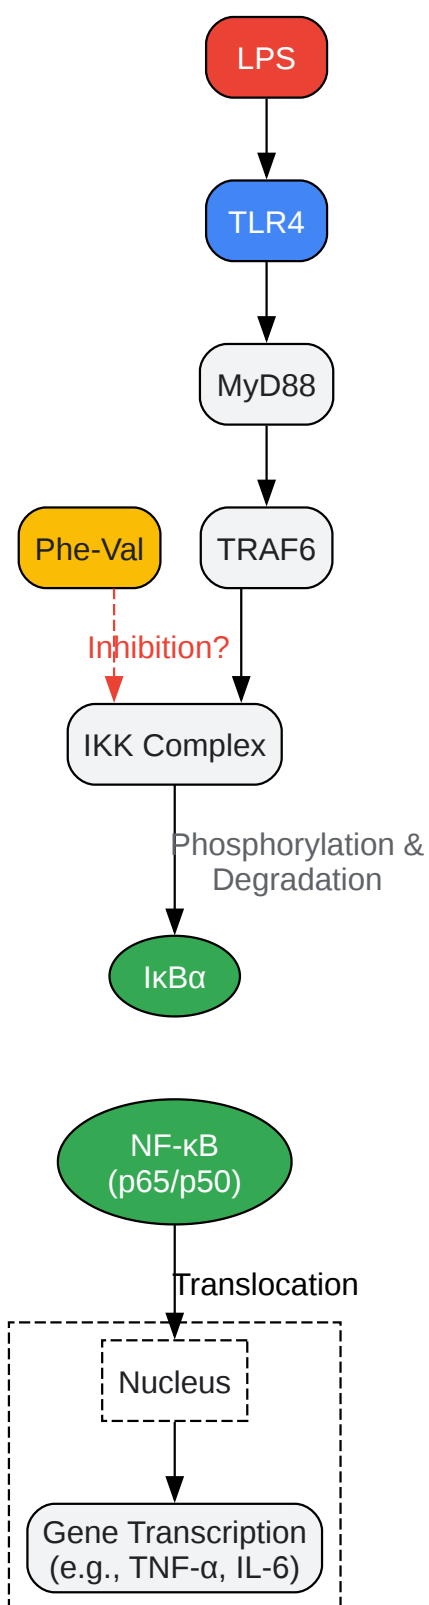 LPS
TLR4
MyD88
Phe-Val
TRAF6
Inhibition?
IKK Complex
Phosphorylation &
Degradation
IκBα
NF-κB
(p65/p50)
Translocation
Nucleus
Gene Transcription
(e.g., TNF-α, IL-6)